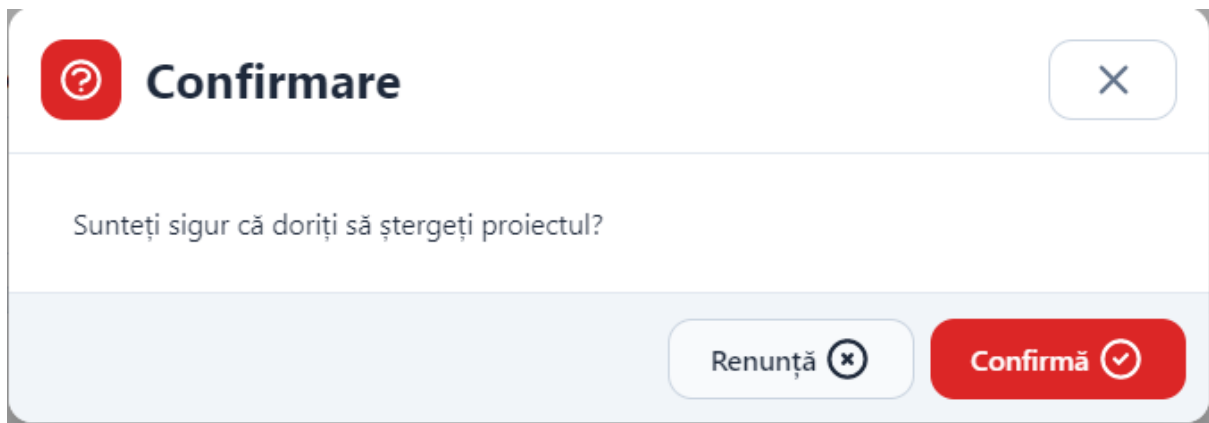 Confirmare
Sunteți sigur că doriți să ștergeți proiectul?
Renunță
Confirmă